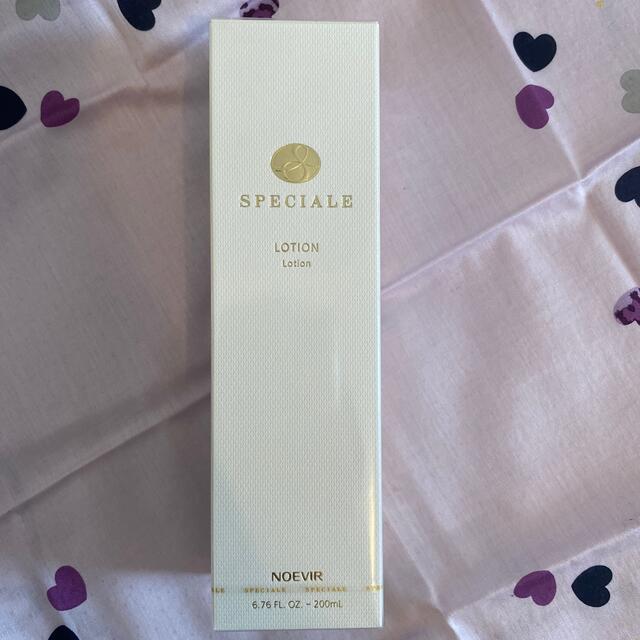 SPECIALE
LOTION
Lotion
NOEVIR
SPECIALE SPECIALE
6.76 FL. OZ. - 200mL